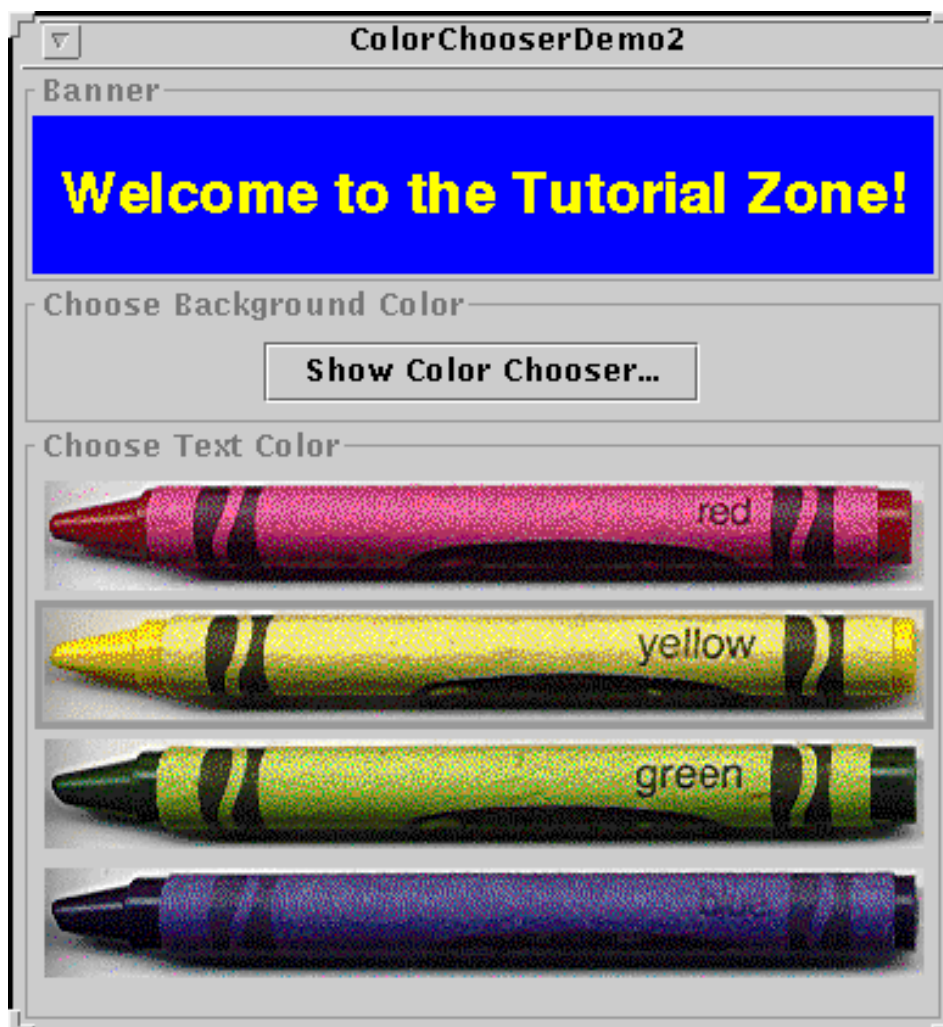 ColorChooserDemo2
Banner
Welcome to the Tutorial Zone!
Choose Background Color
Show Color Chooser...
Choose Text Color
red
yellow
green
blue